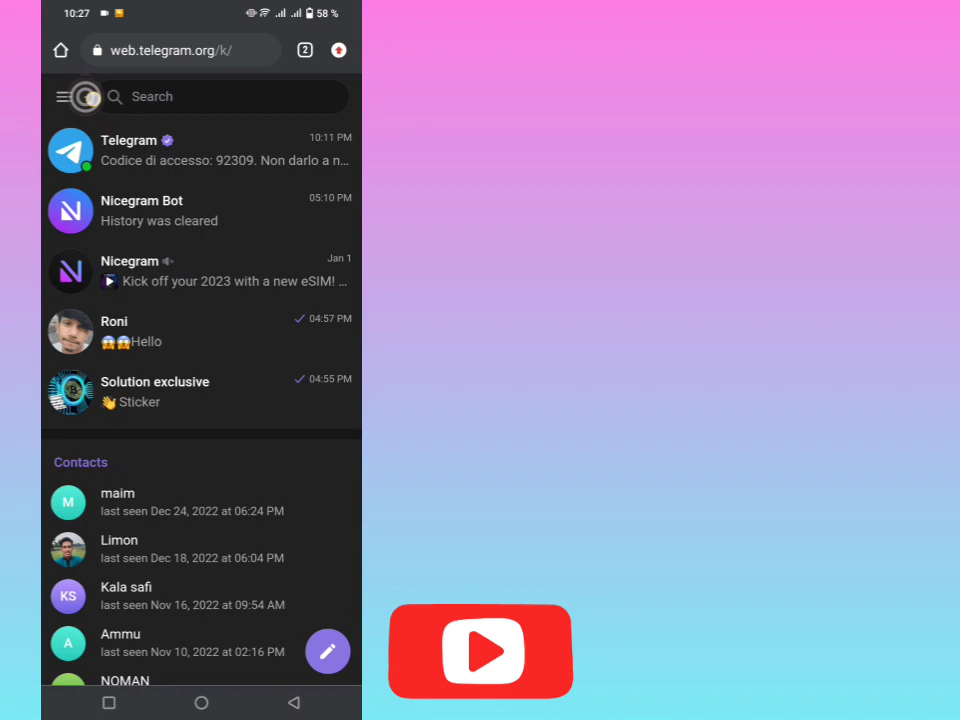 10:27
58 %
web.telegram.org/k/
2
Search
Telegram
10:11 PM
Codice di accesso: 92309. Non darlo a n...
Nicegram Bot
05:10 PM
History was cleared
Nicegram
Jan 1
Kick off your 2023 with a new eSIM! ...
Roni
04:57 PM
😱😱Hello
Solution exclusive
04:55 PM
👋 Sticker
Contacts
M
maim
last seen Dec 24, 2022 at 06:24 PM
Limon
last seen Dec 18, 2022 at 06:04 PM
KS
Kala safi
last seen Nov 16, 2022 at 09:54 AM
A
Ammu
last seen Nov 10, 2022 at 02:16 PM
NOMAN